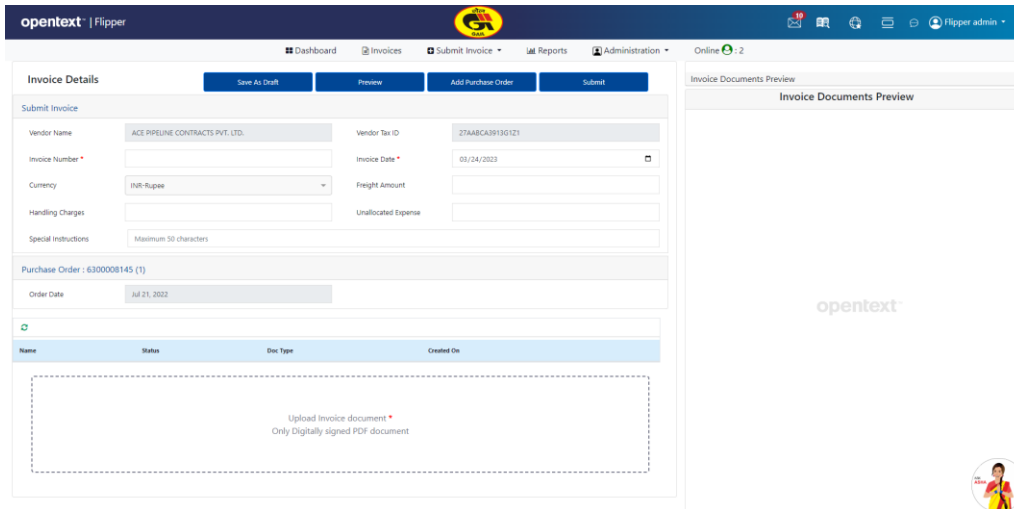 opentext™ | Flipper
गेल
GAIL
10
Flipper admin
Dashboard
Invoices
Submit Invoice
Reports
Administration
Online : 2
Invoice Details
Save As Draft
Preview
Add Purchase Order
Submit
Submit Invoice
Vendor Name
ACE PIPELINE CONTRACTS PVT. LTD.
Vendor Tax ID
27AABCA3913G1Z1
Invoice Number *
Invoice Date *
03/24/2023
Currency
INR-Rupee
Freight Amount
Handling Charges
Unallocated Expense
Special Instructions
Maximum 50 characters
Purchase Order : 6300008145 (1)
Order Date
Jul 21, 2022
Name
Status
Doc Type
Created On
Upload Invoice document *
Only Digitally signed PDF document
Invoice Documents Preview
Invoice Documents Preview
opentext™
ASHA